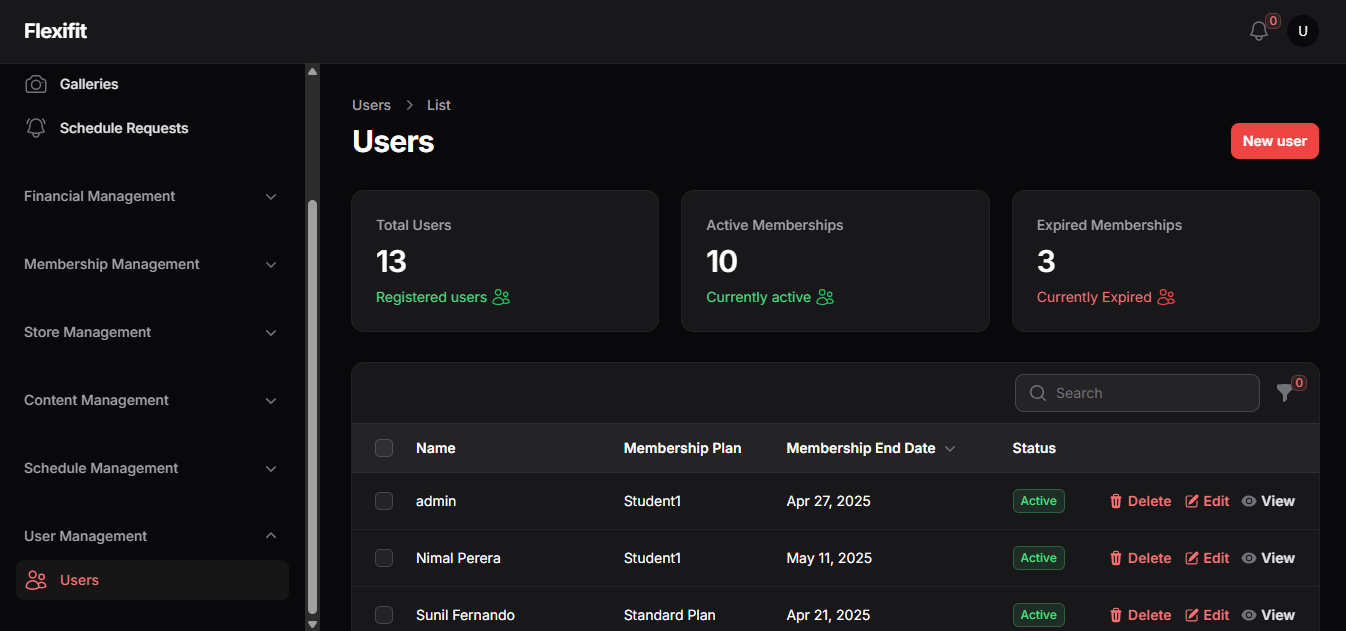 Flexifit
0
U
Galleries
Schedule Requests
Financial Management
Membership Management
Store Management
Content Management
Schedule Management
User Management
Users
Users > List
Users
New user
Total Users
13
Registered users
Active Memberships
10
Currently active
Expired Memberships
3
Currently Expired
Search
0
Name Membership Plan Membership End Date Status
admin Student1 Apr 27, 2025 Active Delete Edit View
Nimal Perera Student1 May 11, 2025 Active Delete Edit View
Sunil Fernando Standard Plan Apr 21, 2025 Active Delete Edit View